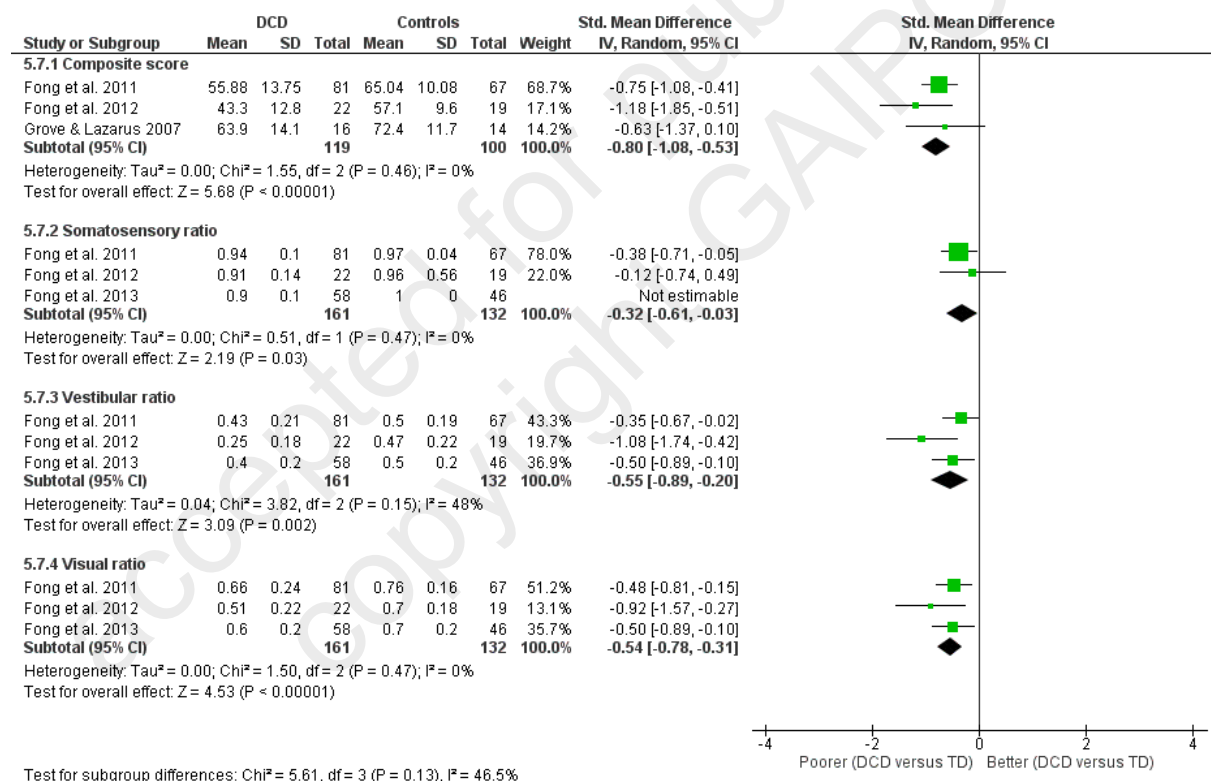 DCD Controls Std. Mean Difference Std. Mean Difference
Study or Subgroup Mean SD Total Mean SD Total Weight IV, Random, 95% CI IV, Random, 95% CI
5.7.1 Composite score
Fong et al. 2011 55.88 13.75 81 65.04 10.08 67 68.7% -0.75 [-1.08, -0.41]
Fong et al. 2012 43.3 12.8 22 57.1 9.6 19 17.1% -1.18 [-1.85, -0.51]
Grove & Lazarus 2007 63.9 14.1 16 72.4 11.7 14 14.2% -0.63 [-1.37, 0.10]
Subtotal (95% CI) 119 100 100.0% -0.80 [-1.08, -0.53]
Heterogeneity: Tau² = 0.00; Chi² = 1.55, df = 2 (P = 0.46); I² = 0%
Test for overall effect: Z = 5.68 (P < 0.00001)
5.7.2 Somatosensory ratio
Fong et al. 2011 0.94 0.1 81 0.97 0.04 67 78.0% -0.38 [-0.71, -0.05]
Fong et al. 2012 0.91 0.14 22 0.96 0.56 19 22.0% -0.12 [-0.74, 0.49]
Fong et al. 2013 0.9 0.1 58 1 0 46 Not estimable
Subtotal (95% CI) 161 132 100.0% -0.32 [-0.61, -0.03]
Heterogeneity: Tau² = 0.00; Chi² = 0.51, df = 1 (P = 0.47); I² = 0%
Test for overall effect: Z = 2.19 (P = 0.03)
5.7.3 Vestibular ratio
Fong et al. 2011 0.43 0.21 81 0.5 0.19 67 43.3% -0.35 [-0.67, -0.02]
Fong et al. 2012 0.25 0.18 22 0.47 0.22 19 19.7% -1.08 [-1.74, -0.42]
Fong et al. 2013 0.4 0.2 58 0.5 0.2 46 36.9% -0.50 [-0.89, -0.10]
Subtotal (95% CI) 161 132 100.0% -0.55 [-0.89, -0.20]
Heterogeneity: Tau² = 0.04; Chi² = 3.82, df = 2 (P = 0.15); I² = 48%
Test for overall effect: Z = 3.09 (P = 0.002)
5.7.4 Visual ratio
Fong et al. 2011 0.66 0.24 81 0.76 0.16 67 51.2% -0.48 [-0.81, -0.15]
Fong et al. 2012 0.51 0.22 22 0.7 0.18 19 13.1% -0.92 [-1.57, -0.27]
Fong et al. 2013 0.6 0.2 58 0.7 0.2 46 35.7% -0.50 [-0.89, -0.10]
Subtotal (95% CI) 161 132 100.0% -0.54 [-0.78, -0.31]
Heterogeneity: Tau² = 0.00; Chi² = 1.50, df = 2 (P = 0.47); I² = 0%
Test for overall effect: Z = 4.53 (P < 0.00001)
-4 -2 0 2 4
Poorer (DCD versus TD) Better (DCD versus TD)
Test for subgroup differences: Chi² = 5.61, df = 3 (P = 0.13), I² = 46.5%
accepted for
copyright